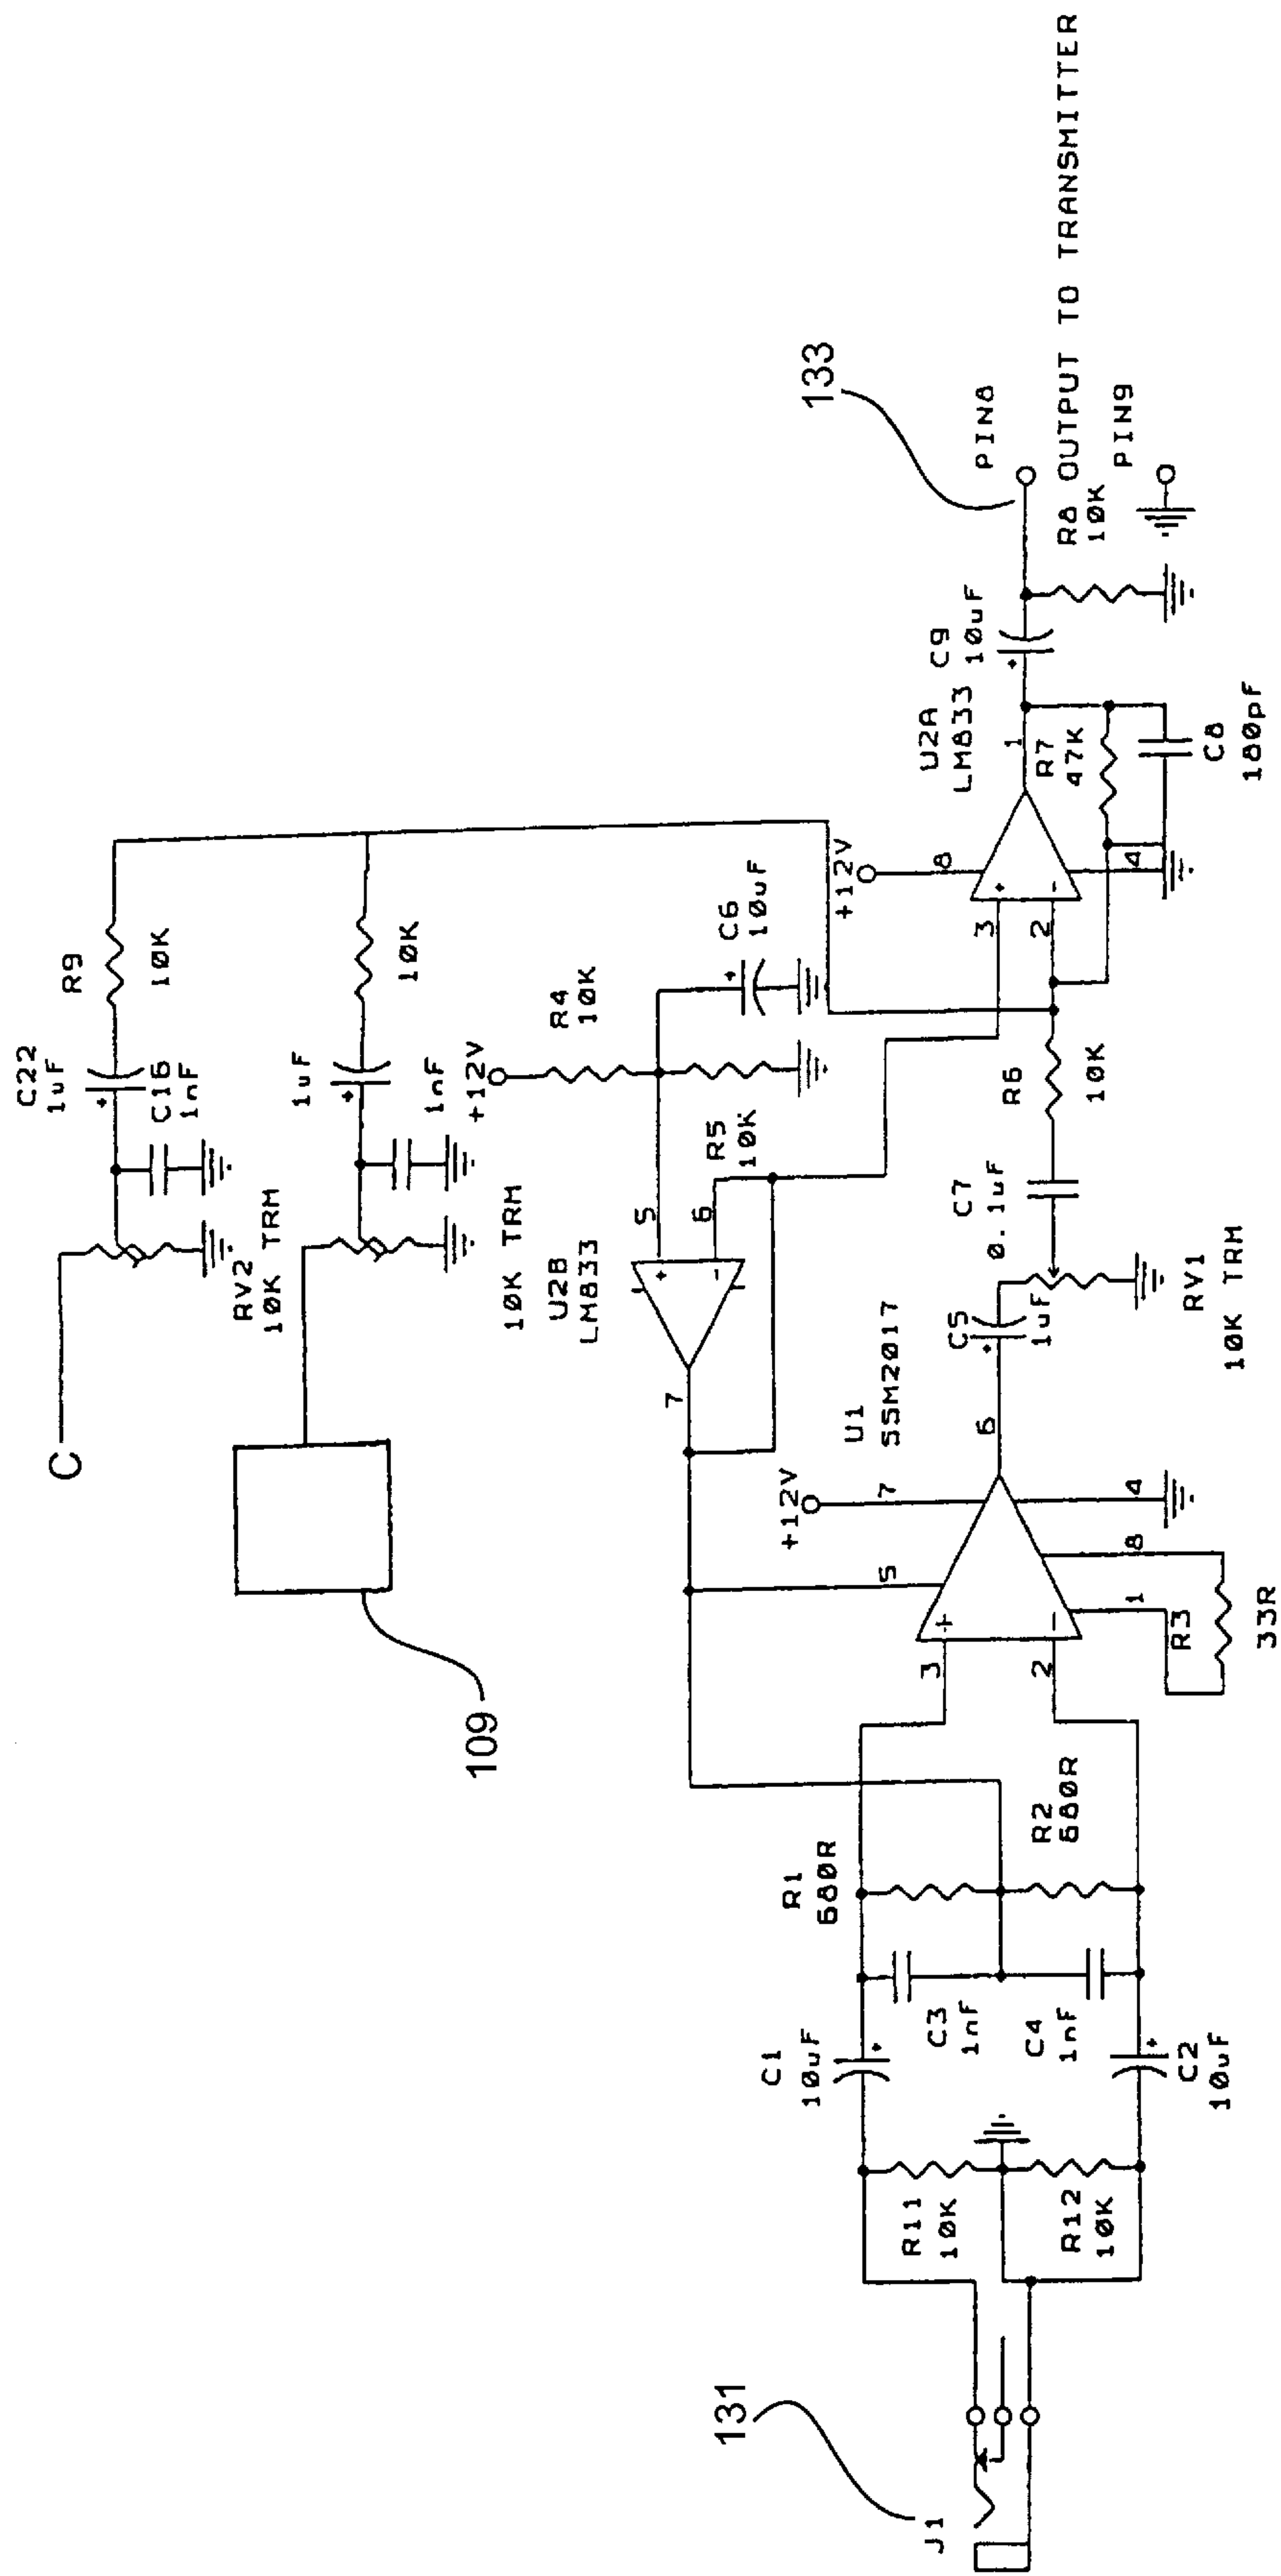 C
C22
1uF
C16
1nF
R9
10K
RV2
10K TRM
1uF
1nF
10K
109
+12V
10K TRM
U2B
LM833
5
6
7
R4
10K
R5
10K
C6
10uF
131
J1
R11
10K
R12
10K
C1
10uF
C2
10uF
C3
1nF
C4
1nF
R1
680R
R2
680R
U1
SSM2017
+12V
3
2
5
7
6
4
8
1
R3
33R
C5
1uF
RV1
10K TRM
C7
0.1uF
R6
10K
+12V
8
3
2
1
4
U2A
LM833
R7
47K
C8
180pF
C9
10uF
133
PIN8
R8 OUTPUT TO TRANSMITTER
10K
PIN9